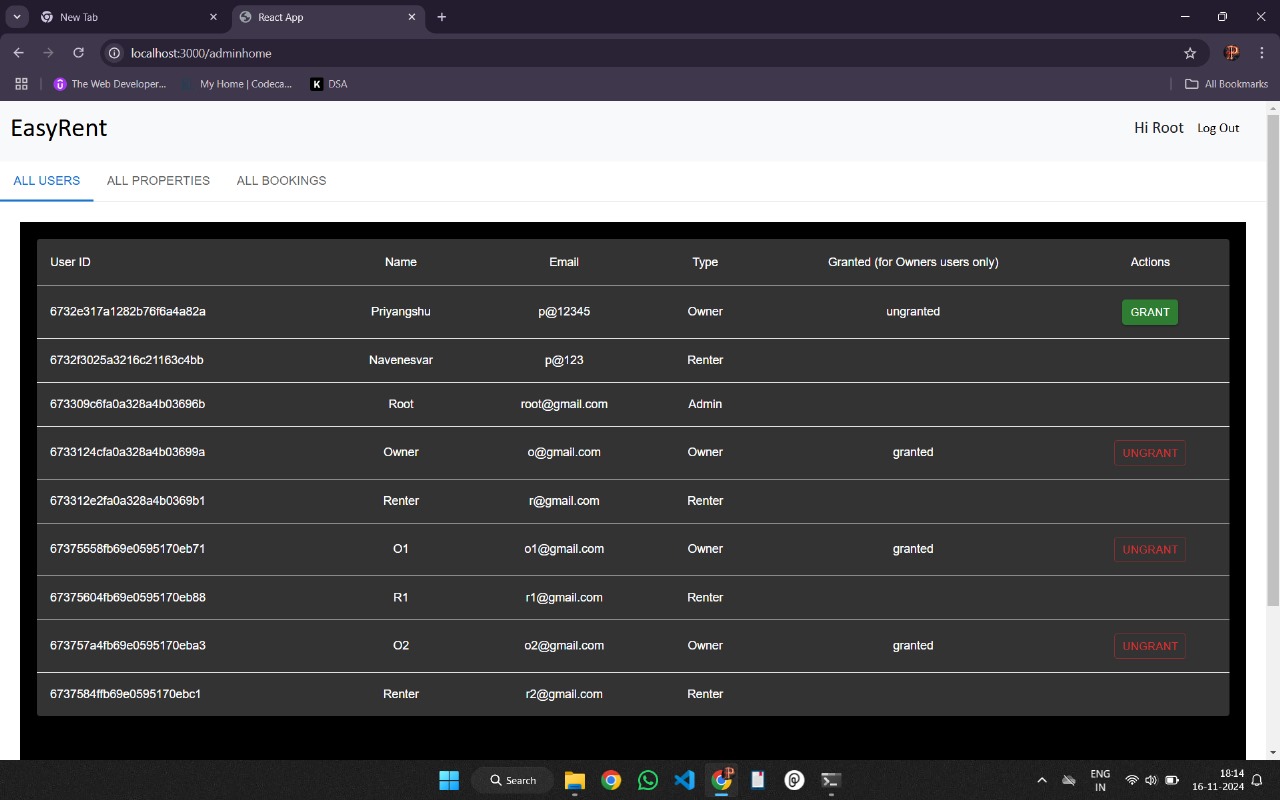 New Tab
React App
localhost:3000/adminhome
The Web Developer...
My Home | Codeca...
K DSA
All Bookmarks
EasyRent
Hi Root Log Out
ALL USERS ALL PROPERTIES ALL BOOKINGS
User ID Name Email Type Granted (for Owners users only) Actions
6732e317a1282b76f6a4a82a Priyangshu p@12345 Owner ungranted GRANT
6732f3025a3216c21163c4bb Navenesvar p@123 Renter
673309c6fa0a328a4b03696b Root root@gmail.com Admin
6733124cfa0a328a4b03699a Owner o@gmail.com Owner granted UNGRANT
673312e2fa0a328a4b0369b1 Renter r@gmail.com Renter
67375558fb69e0595170eb71 O1 o1@gmail.com Owner granted UNGRANT
67375604fb69e0595170eb88 R1 r1@gmail.com Renter
673757a4fb69e0595170eba3 O2 o2@gmail.com Owner granted UNGRANT
6737584ffb69e0595170ebc1 Renter r2@gmail.com Renter
Search
ENG
IN
18:14
16-11-2024